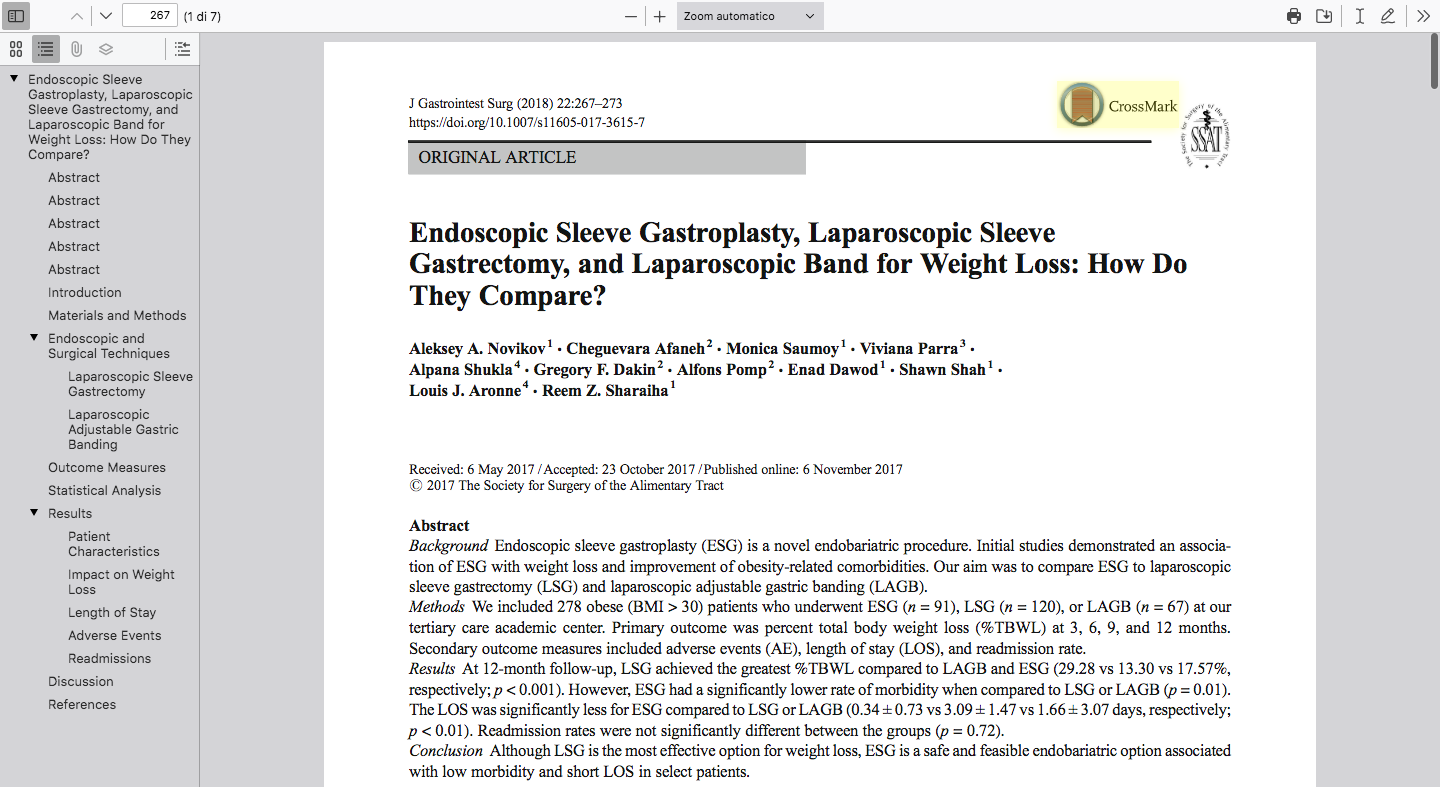 267
(1 di 7)
Zoom automatico
Endoscopic Sleeve
Gastroplasty, Laparoscopic
Sleeve Gastrectomy, and
Laparoscopic Band for
Weight Loss: How Do They
Compare?
Abstract
Abstract
Abstract
Abstract
Abstract
Introduction
Materials and Methods
Endoscopic and
Surgical Techniques
Laparoscopic Sleeve
Gastrectomy
Laparoscopic
Adjustable Gastric
Banding
Outcome Measures
Statistical Analysis
Results
Patient
Characteristics
Impact on Weight
Loss
Length of Stay
Adverse Events
Readmissions
Discussion
References
J Gastrointest Surg (2018) 22:267–273
https://doi.org/10.1007/s11605-017-3615-7
CrossMark
The Society for Surgery of the Alimentary Tract
SSAT
ORIGINAL ARTICLE
Endoscopic Sleeve Gastroplasty, Laparoscopic Sleeve
Gastrectomy, and Laparoscopic Band for Weight Loss: How Do
They Compare?
Aleksey A. Novikov1 · Cheguevara Afaneh2 · Monica Saumoy1 · Viviana Parra3 ·
Alpana Shukla4 · Gregory F. Dakin2 · Alfons Pomp2 · Enad Dawod1 · Shawn Shah1 ·
Louis J. Aronne4 · Reem Z. Sharaiha1
Received: 6 May 2017 / Accepted: 23 October 2017 / Published online: 6 November 2017
© 2017 The Society for Surgery of the Alimentary Tract
Abstract
Background Endoscopic sleeve gastroplasty (ESG) is a novel endobariatric procedure. Initial studies demonstrated an associa-
tion of ESG with weight loss and improvement of obesity-related comorbidities. Our aim was to compare ESG to laparoscopic
sleeve gastrectomy (LSG) and laparoscopic adjustable gastric banding (LAGB).
Methods We included 278 obese (BMI > 30) patients who underwent ESG (n = 91), LSG (n = 120), or LAGB (n = 67) at our
tertiary care academic center. Primary outcome was percent total body weight loss (%TBWL) at 3, 6, 9, and 12 months.
Secondary outcome measures included adverse events (AE), length of stay (LOS), and readmission rate.
Results At 12-month follow-up, LSG achieved the greatest %TBWL compared to LAGB and ESG (29.28 vs 13.30 vs 17.57%,
respectively; p < 0.001). However, ESG had a significantly lower rate of morbidity when compared to LSG or LAGB (p = 0.01).
The LOS was significantly less for ESG compared to LSG or LAGB (0.34 ± 0.73 vs 3.09 ± 1.47 vs 1.66 ± 3.07 days, respectively;
p < 0.01). Readmission rates were not significantly different between the groups (p = 0.72).
Conclusion Although LSG is the most effective option for weight loss, ESG is a safe and feasible endobariatric option associated
with low morbidity and short LOS in select patients.